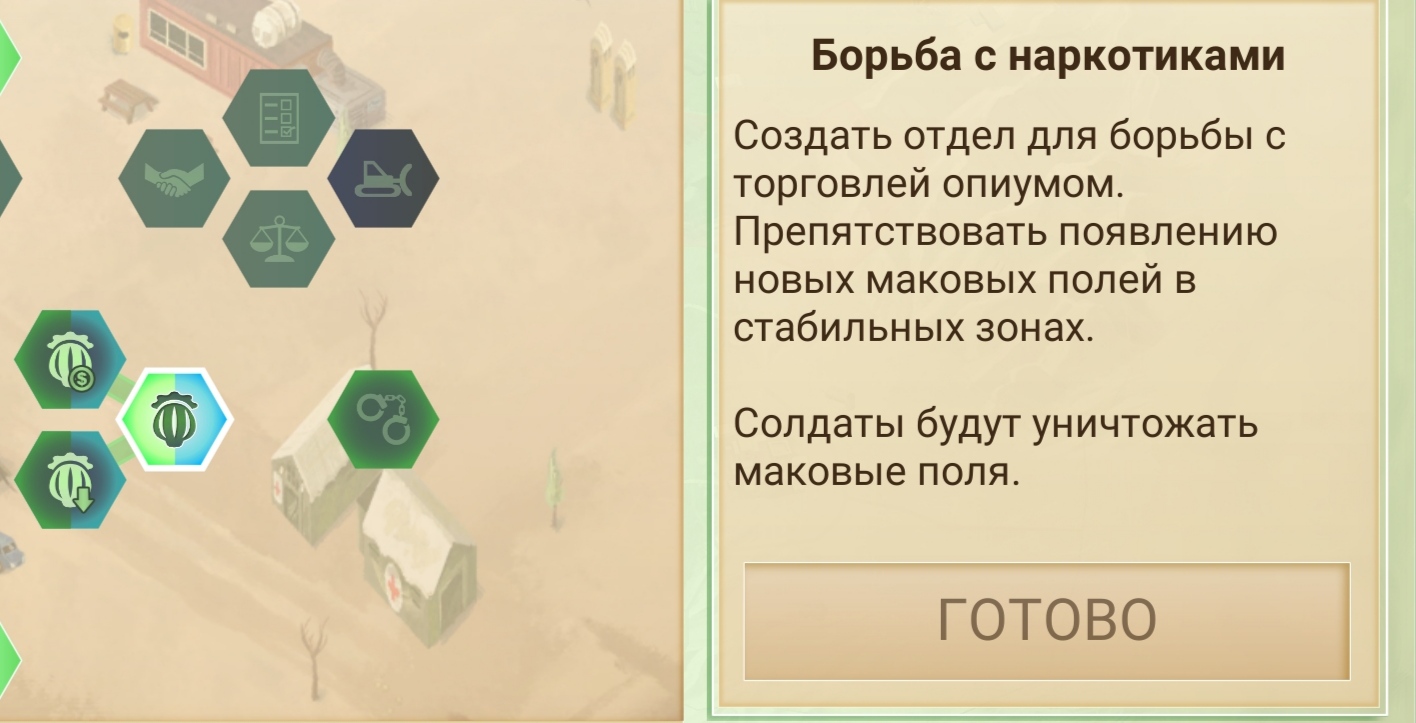 Борьба с наркотиками
Создать отдел для борьбы с
торговлей опиумом.
Препятствовать появлению
новых маковых полей в
стабильных зонах.
Солдаты будут уничтожать
маковые поля.
$
ГОТОВО